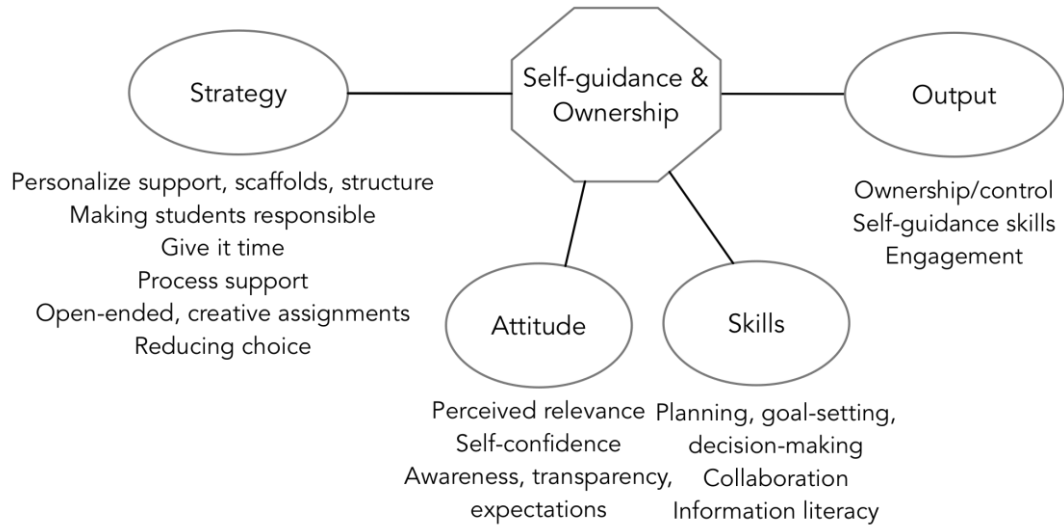 Strategy
Self-guidance &
Ownership
Output
Personalize support, scaffolds, structure
Making students responsible
Give it time
Process support
Open-ended, creative assignments
Reducing choice
Ownership/control
Self-guidance skills
Engagement
Attitude
Perceived relevance
Self-confidence
Awareness, transparency,
expectations
Skills
Planning, goal-setting,
decision-making
Collaboration
Information literacy